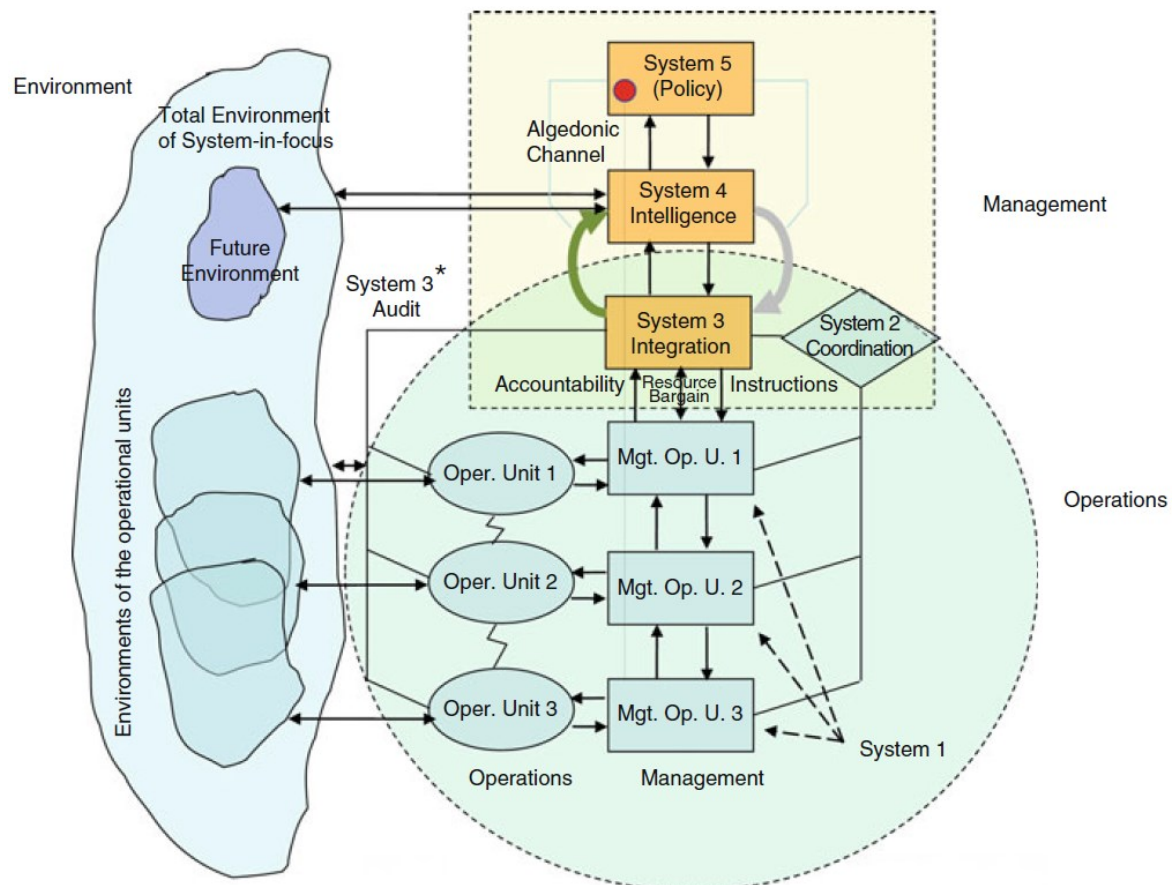 Environment
Total Environment
of System-in-focus
Future
Environment
Environments of the operational units
System 5
(Policy)
Algedonic
Channel
System 4
Intelligence
Management
System 3*
Audit
System 3
Integration
System 2
Coordination
Accountability
Resource
Bargain
Instructions
Oper. Unit 1
Mgt. Op. U. 1
Operations
Oper. Unit 2
Mgt. Op. U. 2
Oper. Unit 3
Mgt. Op. U. 3
System 1
Operations
Management